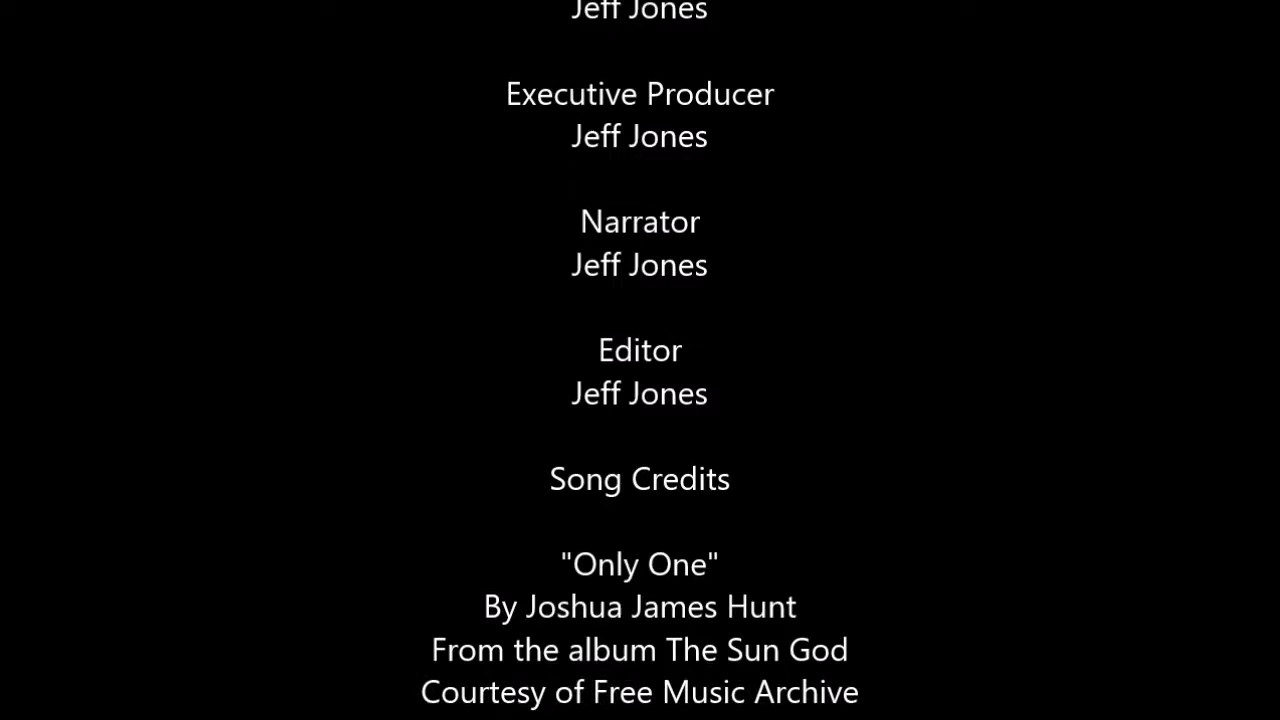 Jeff Jones
Executive Producer
Jeff Jones
Narrator
Jeff Jones
Editor
Jeff Jones
Song Credits
"Only One"
By Joshua James Hunt
From the album The Sun God
Courtesy of Free Music Archive